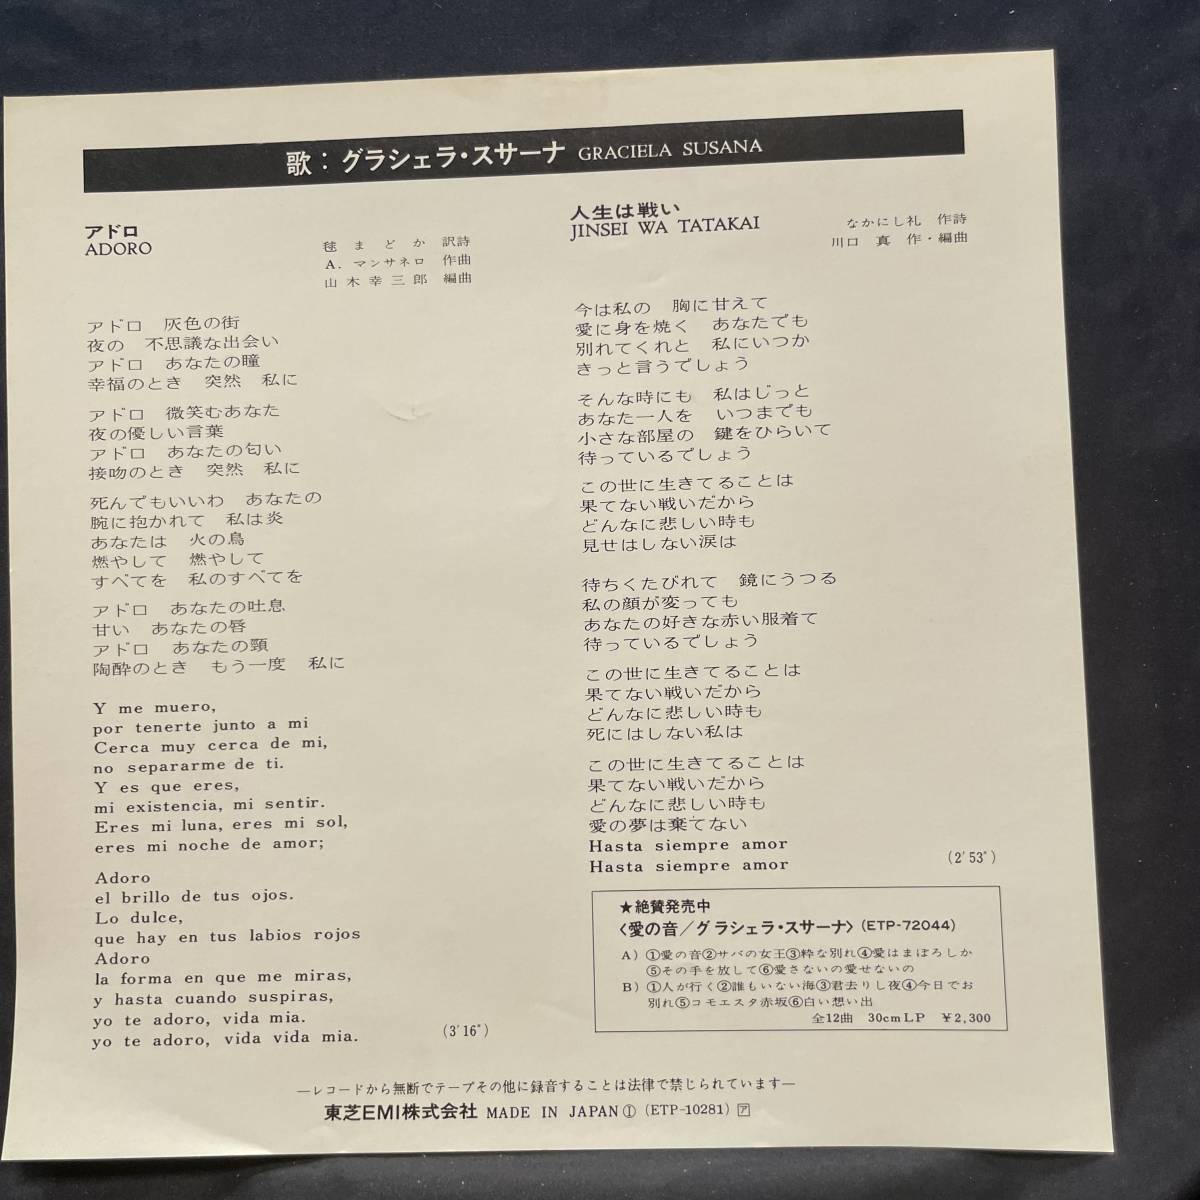 歌：グラシェラ・スサーナ GRACIELA SUSANA
アドロ
ADORO
毬まどか 訳詩
A．マンサネロ 作曲
山木幸三郎 編曲
アドロ　灰色の街
夜の　不思議な出会い
アドロ　あなたの瞳
幸福のとき　突然　私に
アドロ　微笑むあなた
夜の優しい言葉
アドロ　あなたの匂い
接吻のとき　突然　私に
死んでもいいわ　あなたの
腕に抱かれて　私は炎
あなたは　火の鳥
燃やして　燃やして
すべてを　私のすべてを
アドロ　あなたの吐息
甘い　あなたの唇
アドロ　あなたの頸
陶酔のとき　もう一度　私に
Y me muero,
por tenerte junto a mi
Cerca muy cerca de mi,
no separarme de ti.
Y es que eres,
mi existencia, mi sentir.
Eres mi luna, eres mi sol,
eres mi noche de amor;
Adoro
el brillo de tus ojos.
Lo dulce,
que hay en tus labios rojos
Adoro
la forma en que me miras,
y hasta cuando suspiras,
yo te adoro, vida mia.
yo te adoro, vida vida mia.
(3′16″)
人生は戦い
JINSEI WA TATAKAI
なかにし礼 作詩
川口　真 作・編曲
今は私の　胸に甘えて
愛に身を焼く　あなたでも
別れてくれと　私にいつか
きっと言うでしょう
そんな時にも　私はじっと
あなた一人を　いつまでも
小さな部屋の　鍵をひらいて
待っているでしょう
この世に生きてることは
果てない戦いだから
どんなに悲しい時も
見せはしない涙は
待ちくたびれて　鏡にうつる
私の顔が変っても
あなたの好きな赤い服着て
待っているでしょう
この世に生きてることは
果てない戦いだから
どんなに悲しい時も
死にはしない私は
この世に生きてることは
果てない戦いだから
どんなに悲しい時も
愛の夢は棄てない
Hasta siempre amor
Hasta siempre amor
(2′53″)
★絶賛発売中
〈愛の音／グラシェラ・スサーナ〉(ETP-72044)
A）①愛の音②サバの女王③粋な別れ④愛はまぼろしか
⑤その手を放して⑥愛さないの愛せないの
B）①人が行く②誰もいない海③君去りし夜④今日でお
別れ⑤コモエスタ赤坂⑥白い想い出
全12曲　30cm LP　￥2,300
―レコードから無断でテープその他に録音することは法律で禁じられています―
東芝EMI株式会社 MADE IN JAPAN① (ETP-10281) ア